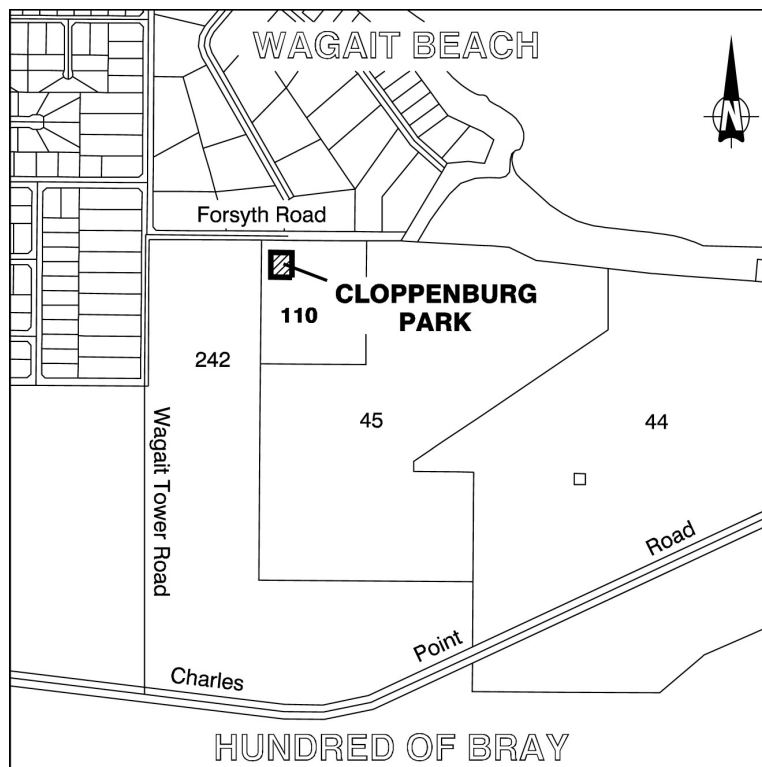 WAGAIT BEACH
N
Forsyth Road
CLOPPENBURG
PARK
110
242
45
44
Wagait Tower Road
Charles Point Road
HUNDRED OF BRAY